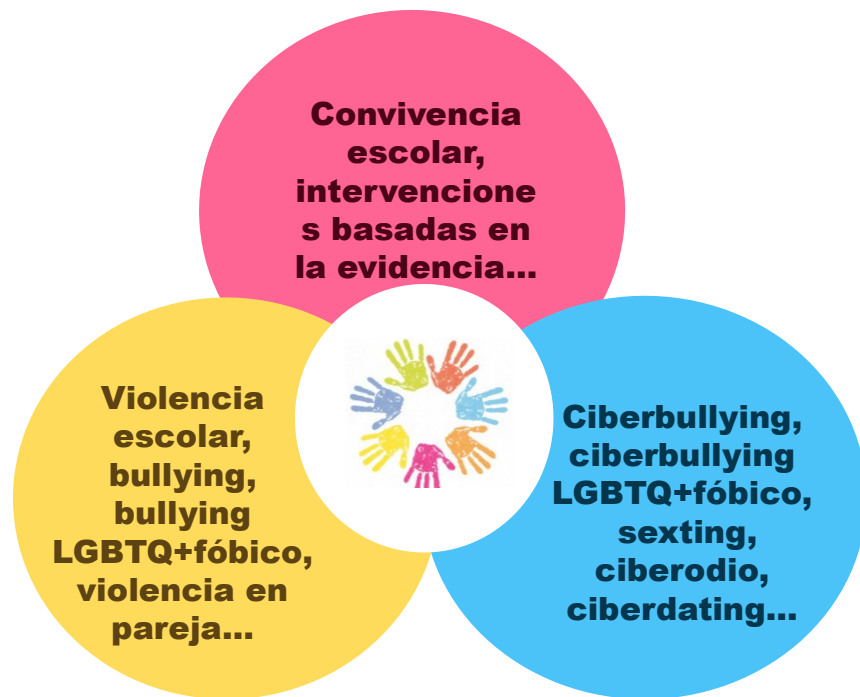 Convivencia
escolar,
intervencione
s basadas en
la evidencia...
Violencia
escolar,
bullying,
bullying
LGBTQ+fóbico,
violencia en
pareja...
Ciberbullying,
ciberbullying
LGBTQ+fóbico,
sexting,
ciberodio,
ciberdating...